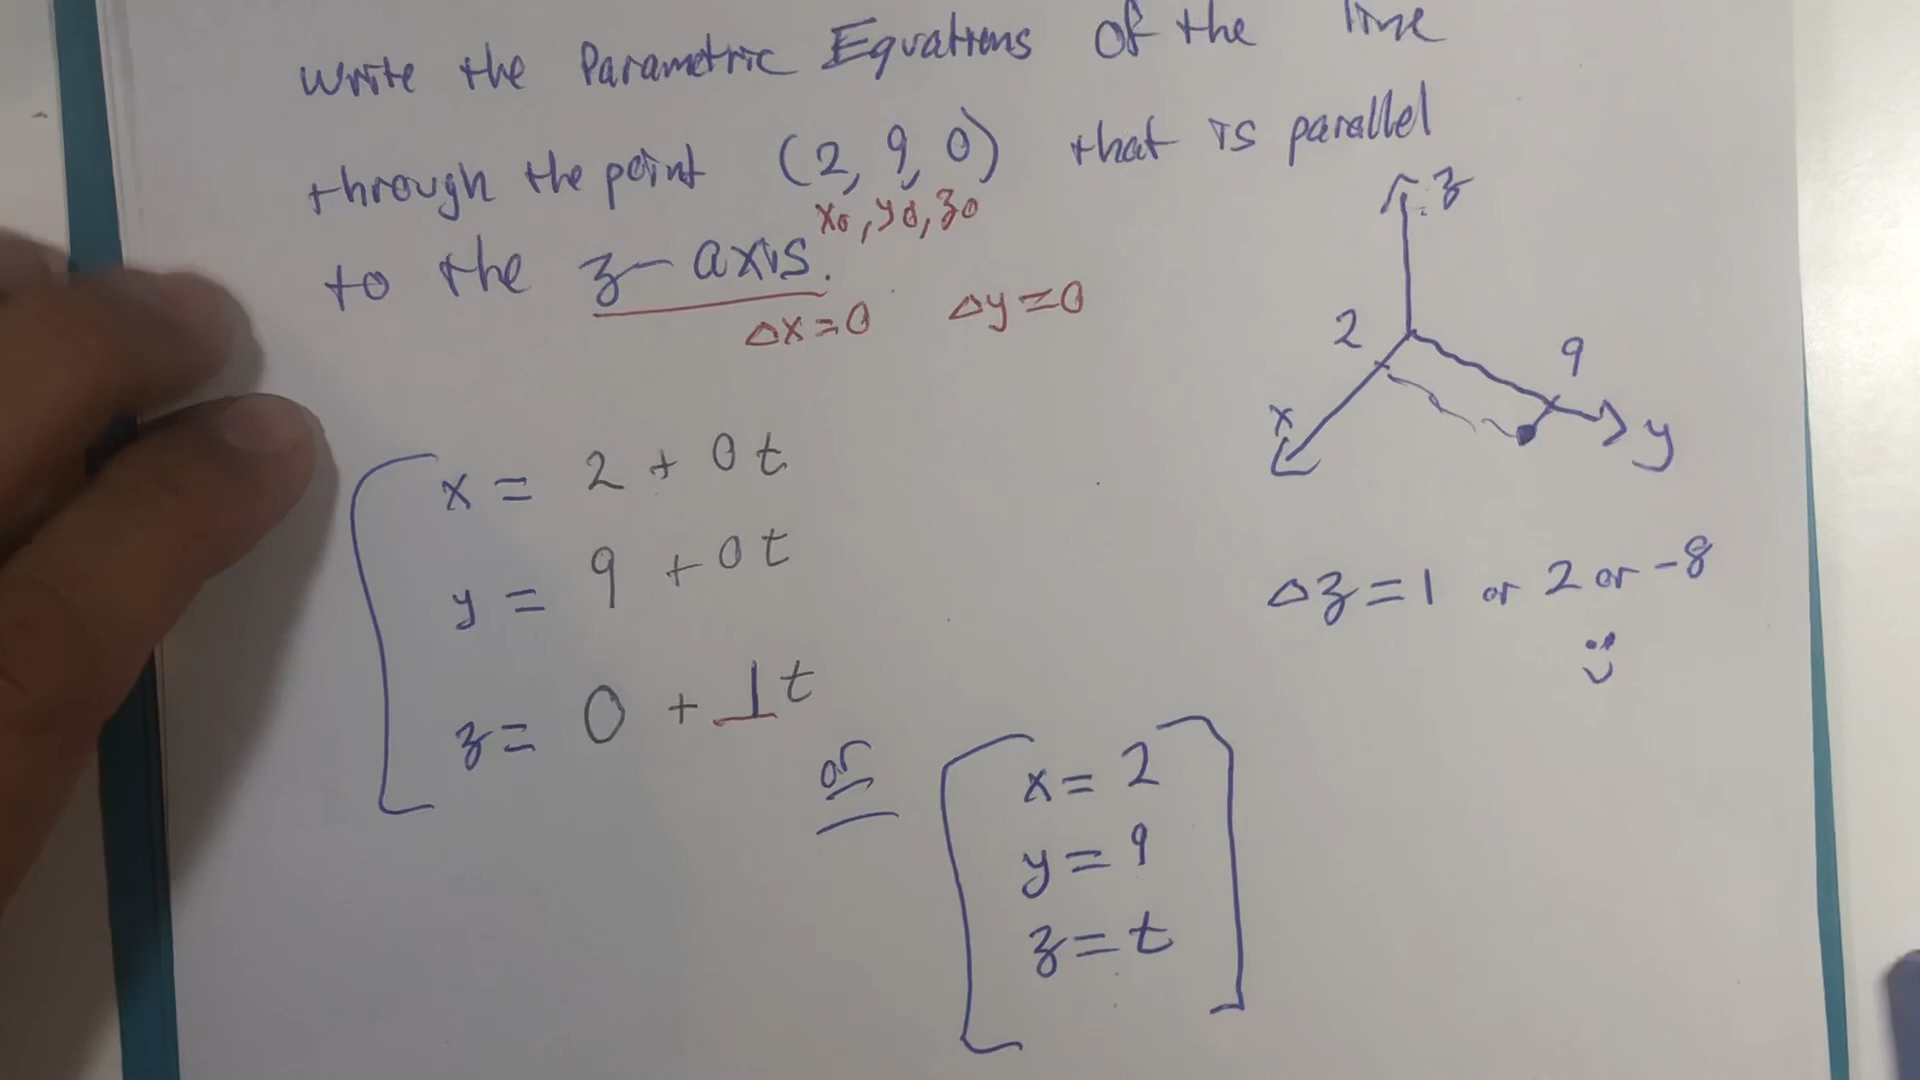 Write the Parametric Equations Of the line
through the point (2, 9, 0) that is parallel
x0, y0, z0
to the z-axis.
Δx=0 Δy=0
z
2
9
x
y
x = 2 + 0t
y = 9 + 0t
z = 0 + 1t
Δz = 1 or 2 or -8
or
x = 2
y = 9
z = t